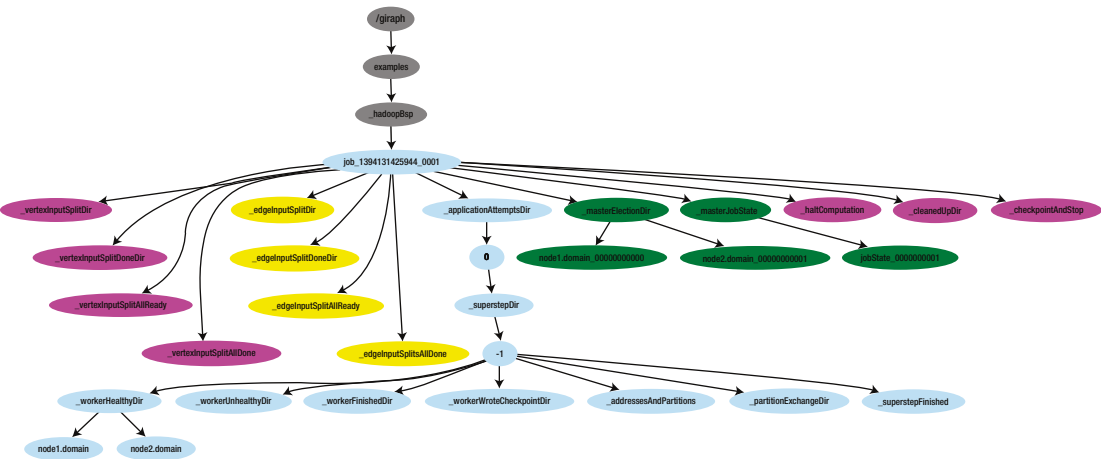 /giraph
examples
_hadoopBsp
job_1394131425944_0001
_vertexInputSplitDir
_edgeInputSplitDir
_applicationAttemptsDir
_masterElectionDir
_masterJobState
_haltComputation
_cleanedUpDir
_checkpointAndStop
_vertexInputSplitDoneDir
_edgeInputSplitDoneDir
0
node1.domain_00000000000
node2.domain_00000000001
jobState_0000000001
_vertexInputSplitAllReady
_edgeInputSplitAllReady
_superstepDir
_vertexInputSplitAllDone
_edgeInputSplitsAllDone
-1
_workerHealthyDir
_workerUnhealthyDir
_workerFinishedDir
_workerWroteCheckpointDir
_addressesAndPartitions
_partitionExchangeDir
_superstepFinished
node1.domain
node2.domain